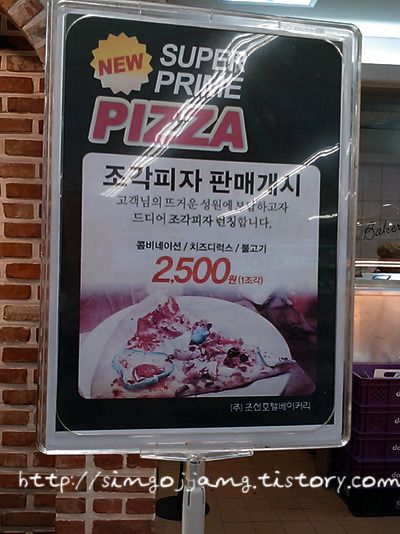 NEW
SUPER
PRIME
PIZZA
조각피자 판매개시
고객님의 뜨거운 성원에 보답하고자
드디어 조각피자 런칭합니다.
콤비네이션 / 치즈디럭스 / 불고기
2,500원(1조각)
(주)조선호텔베이커리
http://simgojjang.tistory.com/